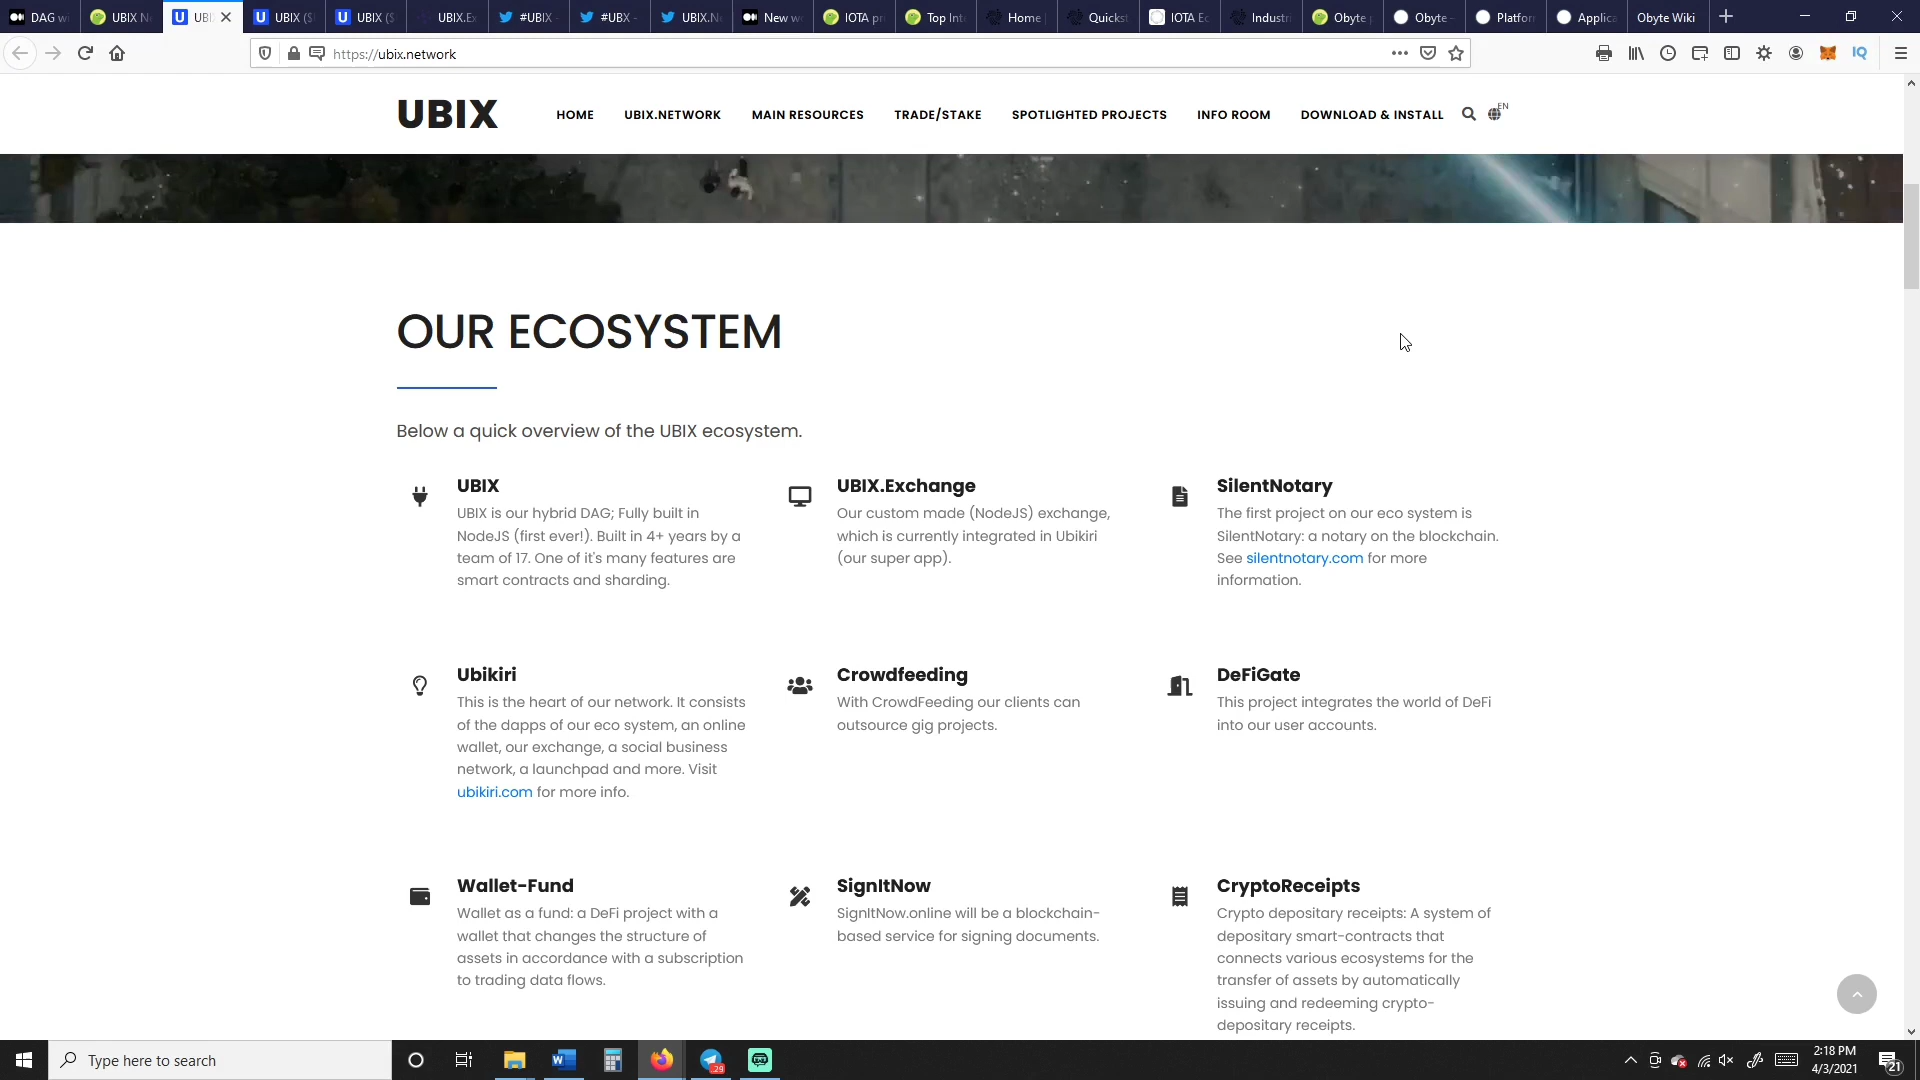 DAG wi
UBIX N
UBI
UBIX ($
UBIX ($
UBIX.Ex
#UBIX -
#UBX -
UBIX.N
New w
IOTA pr
Top Int
Home |
Quickst
IOTA Ec
Industri
Obyte p
Obyte -
Platfor
Applica
Obyte Wiki
https://ubix.network
IQ
UBIX
HOME
UBIX.NETWORK
MAIN RESOURCES
TRADE/STAKE
SPOTLIGHTED PROJECTS
INFO ROOM
DOWNLOAD & INSTALL
EN
OUR ECOSYSTEM
Below a quick overview of the UBIX ecosystem.
UBIX
UBIX is our hybrid DAG; Fully built in
NodeJS (first ever!). Built in 4+ years by a
team of 17. One of it's many features are
smart contracts and sharding.
UBIX.Exchange
Our custom made (NodeJS) exchange,
which is currently integrated in Ubikiri
(our super app).
SilentNotary
The first project on our eco system is
SilentNotary: a notary on the blockchain.
See silentnotary.com for more
information.
Ubikiri
This is the heart of our network. It consists
of the dapps of our eco system, an online
wallet, our exchange, a social business
network, a launchpad and more. Visit
ubikiri.com for more info.
Crowdfeeding
With CrowdFeeding our clients can
outsource gig projects.
DeFiGate
This project integrates the world of DeFi
into our user accounts.
Wallet-Fund
Wallet as a fund: a DeFi project with a
wallet that changes the structure of
assets in accordance with a subscription
to trading data flows.
SignItNow
SignItNow.online will be a blockchain-
based service for signing documents.
CryptoReceipts
Crypto depositary receipts: A system of
depositary smart-contracts that
connects various ecosystems for the
transfer of assets by automatically
issuing and redeeming crypto-
depositary receipts.
Type here to search
29
2:18 PM
4/3/2021
21